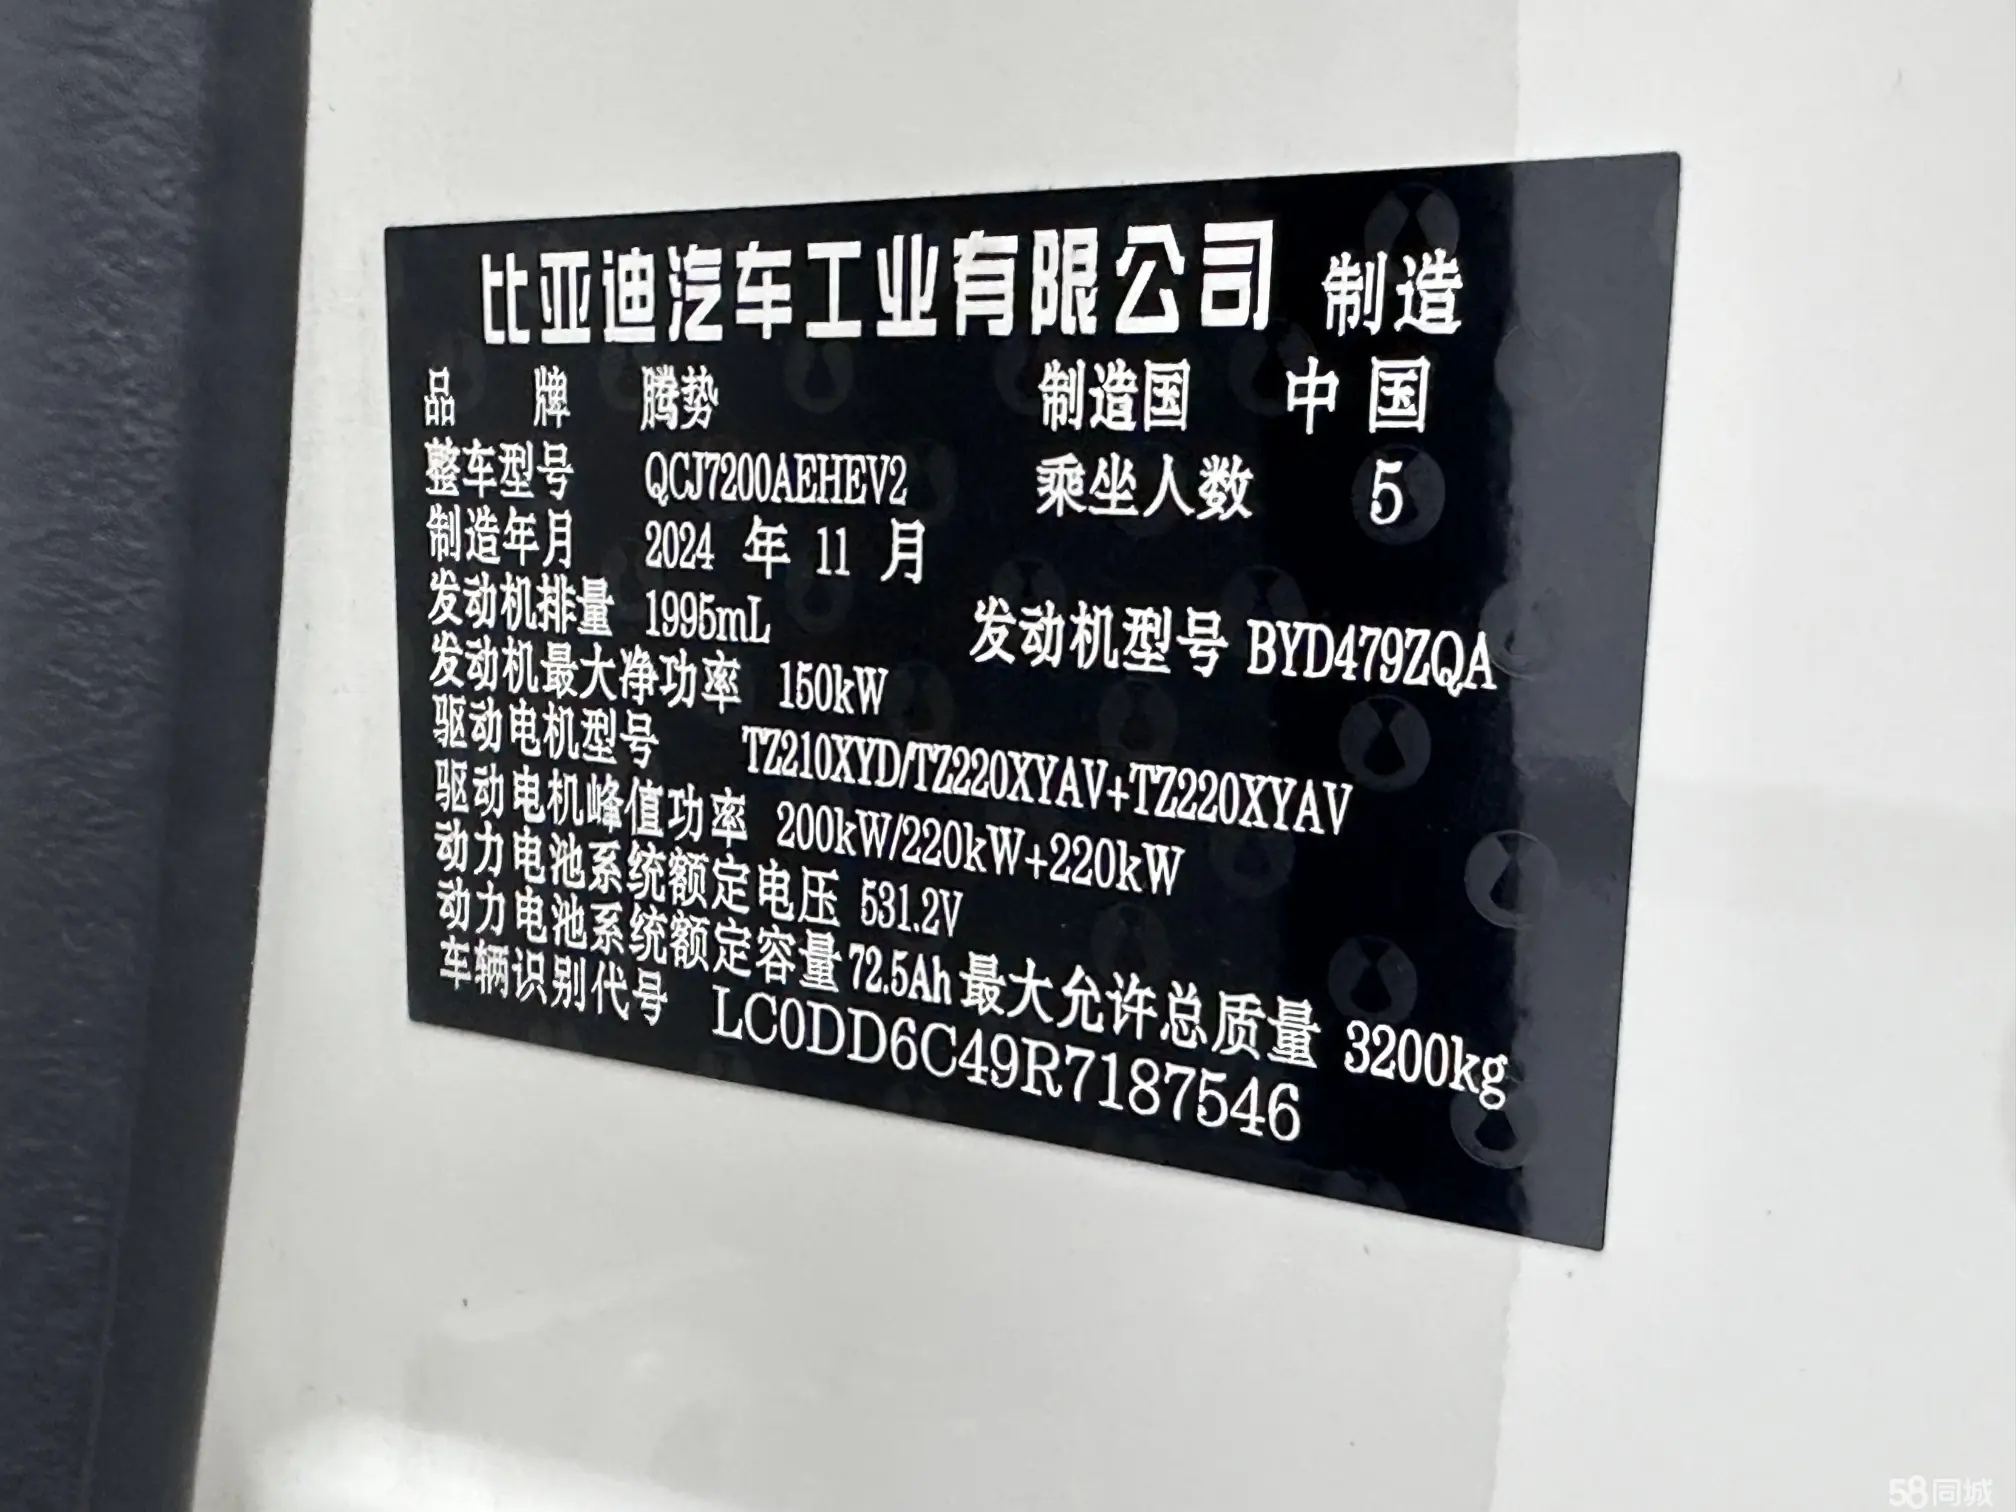 比亚迪汽车工业有限公司 制造
品 牌 腾势 制造国 中国
整车型号 QCJ7200AEHEV2 乘坐人数 5
制造年月 2024 年 11 月
发动机排量 1995mL 发动机型号 BYD479ZQA
发动机最大净功率 150kW
驱动电机型号 TZ210XYD/TZ220XYAV+TZ220XYAV
驱动电机峰值功率 200kW/220kW+220kW
动力电池系统额定电压 531.2V
动力电池系统额定容量 72.5Ah 最大允许总质量 3200kg
车辆识别代号 LC0DD6C49R7187546
58同城